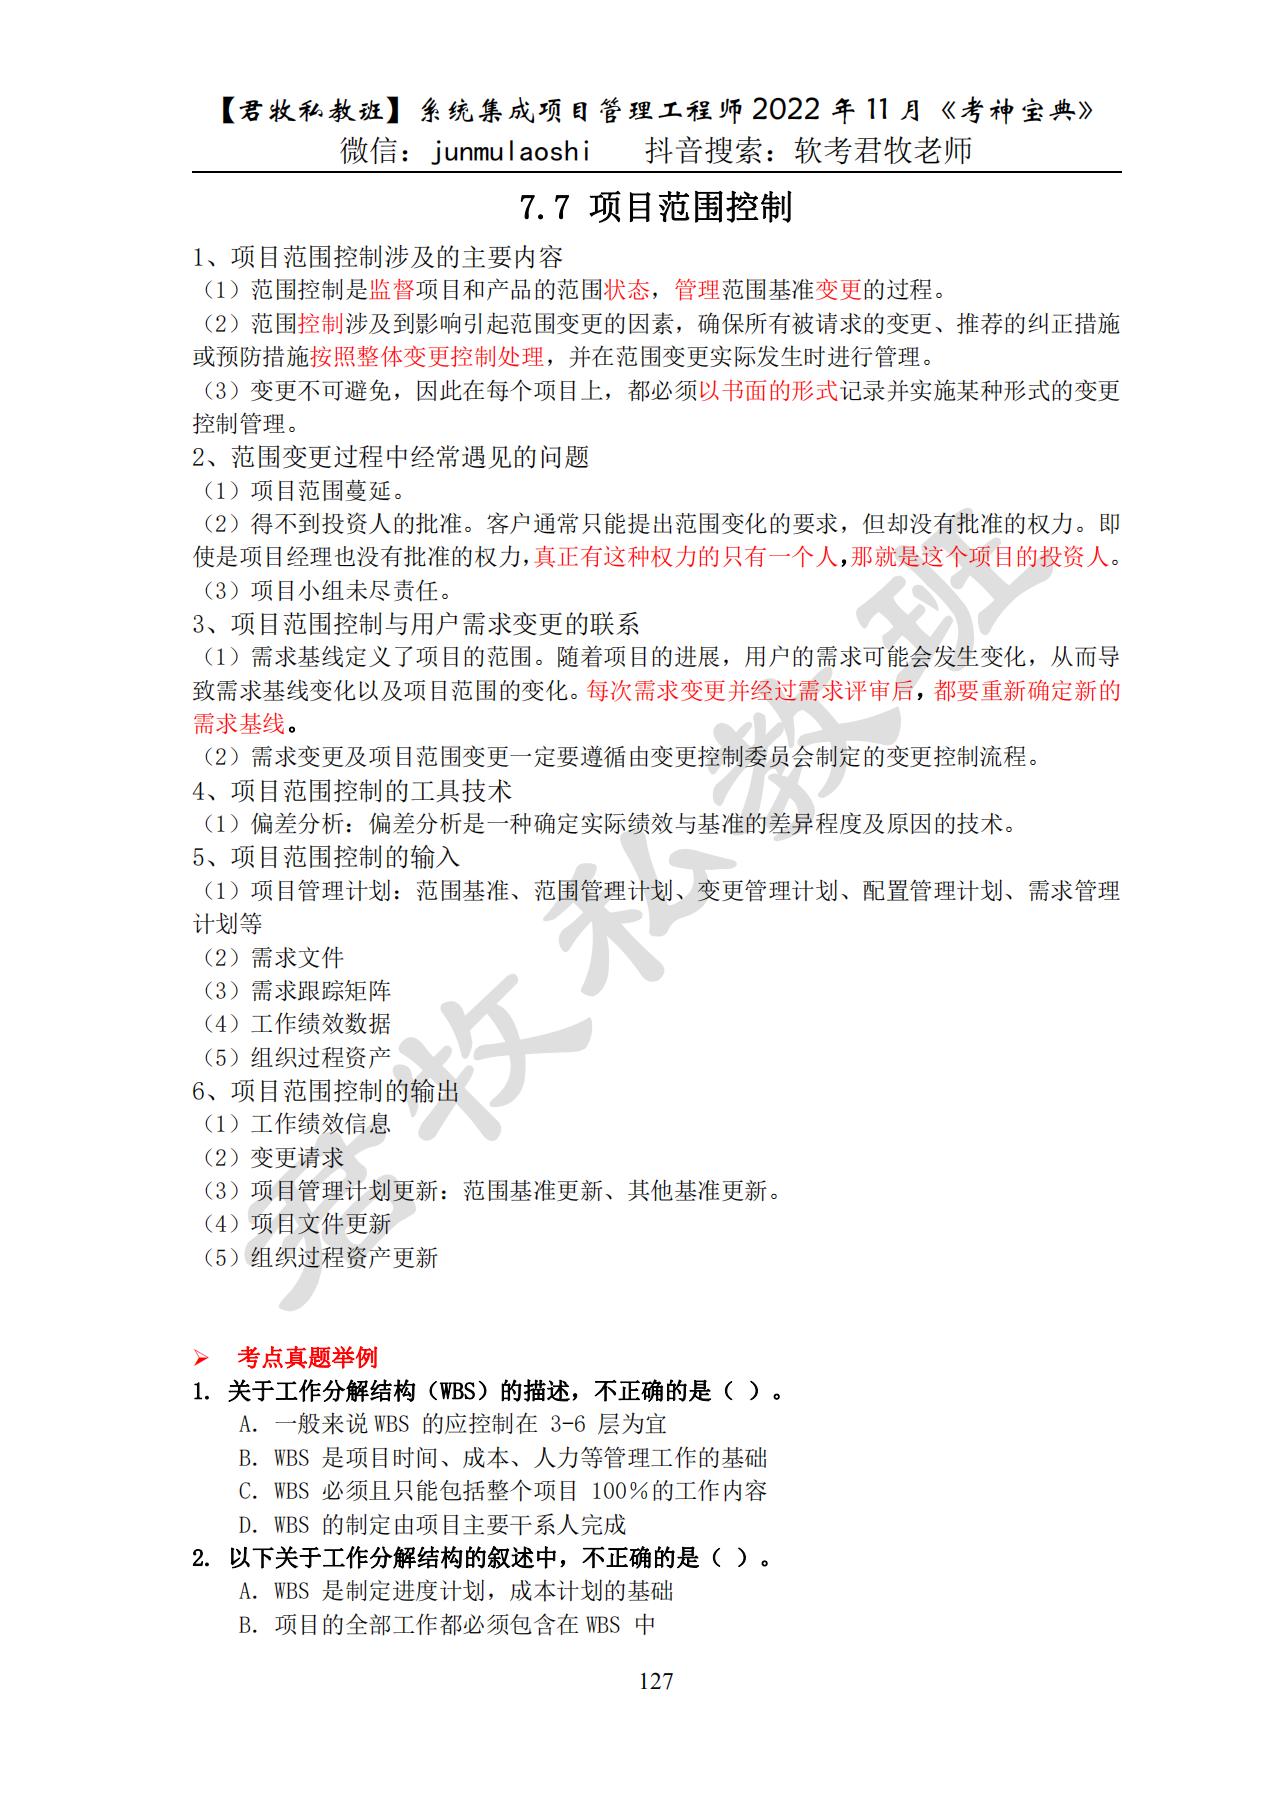 【君牧私教班】系统集成项目管理工程师 2022 年 11 月《考神宝典》
微信：junmulaoshi 抖音搜索：软考君牧老师
7.7 项目范围控制
1、项目范围控制涉及的主要内容
（1）范围控制是监督项目和产品的范围状态，管理范围基准变更的过程。
（2）范围控制涉及到影响引起范围变更的因素，确保所有被请求的变更、推荐的纠正措施
或预防措施按照整体变更控制处理，并在范围变更实际发生时进行管理。
（3）变更不可避免，因此在每个项目上，都必须以书面的形式记录并实施某种形式的变更
控制管理。
2、范围变更过程中经常遇见的问题
（1）项目范围蔓延。
（2）得不到投资人的批准。客户通常只能提出范围变化的要求，但却没有批准的权力。即
使是项目经理也没有批准的权力，真正有这种权力的只有一个人，那就是这个项目的投资人。
（3）项目小组未尽责任。
3、项目范围控制与用户需求变更的联系
（1）需求基线定义了项目的范围。随着项目的进展，用户的需求可能会发生变化，从而导
致需求基线变化以及项目范围的变化。每次需求变更并经过需求评审后，都要重新确定新的
需求基线。
（2）需求变更及项目范围变更一定要遵循由变更控制委员会制定的变更控制流程。
4、项目范围控制的工具技术
（1）偏差分析：偏差分析是一种确定实际绩效与基准的差异程度及原因的技术。
5、项目范围控制的输入
（1）项目管理计划：范围基准、范围管理计划、变更管理计划、配置管理计划、需求管理
计划等
（2）需求文件
（3）需求跟踪矩阵
（4）工作绩效数据
（5）组织过程资产
6、项目范围控制的输出
（1）工作绩效信息
（2）变更请求
（3）项目管理计划更新：范围基准更新、其他基准更新。
（4）项目文件更新
（5）组织过程资产更新
君牧私教班
➢ 考点真题举例
1. 关于工作分解结构（WBS）的描述，不正确的是（ ）。
A. 一般来说 WBS 的应控制在 3-6 层为宜
B. WBS 是项目时间、成本、人力等管理工作的基础
C. WBS 必须且只能包括整个项目 100％的工作内容
D. WBS 的制定由项目主要干系人完成
2. 以下关于工作分解结构的叙述中，不正确的是（ ）。
A. WBS 是制定进度计划，成本计划的基础
B. 项目的全部工作都必须包含在 WBS 中
127